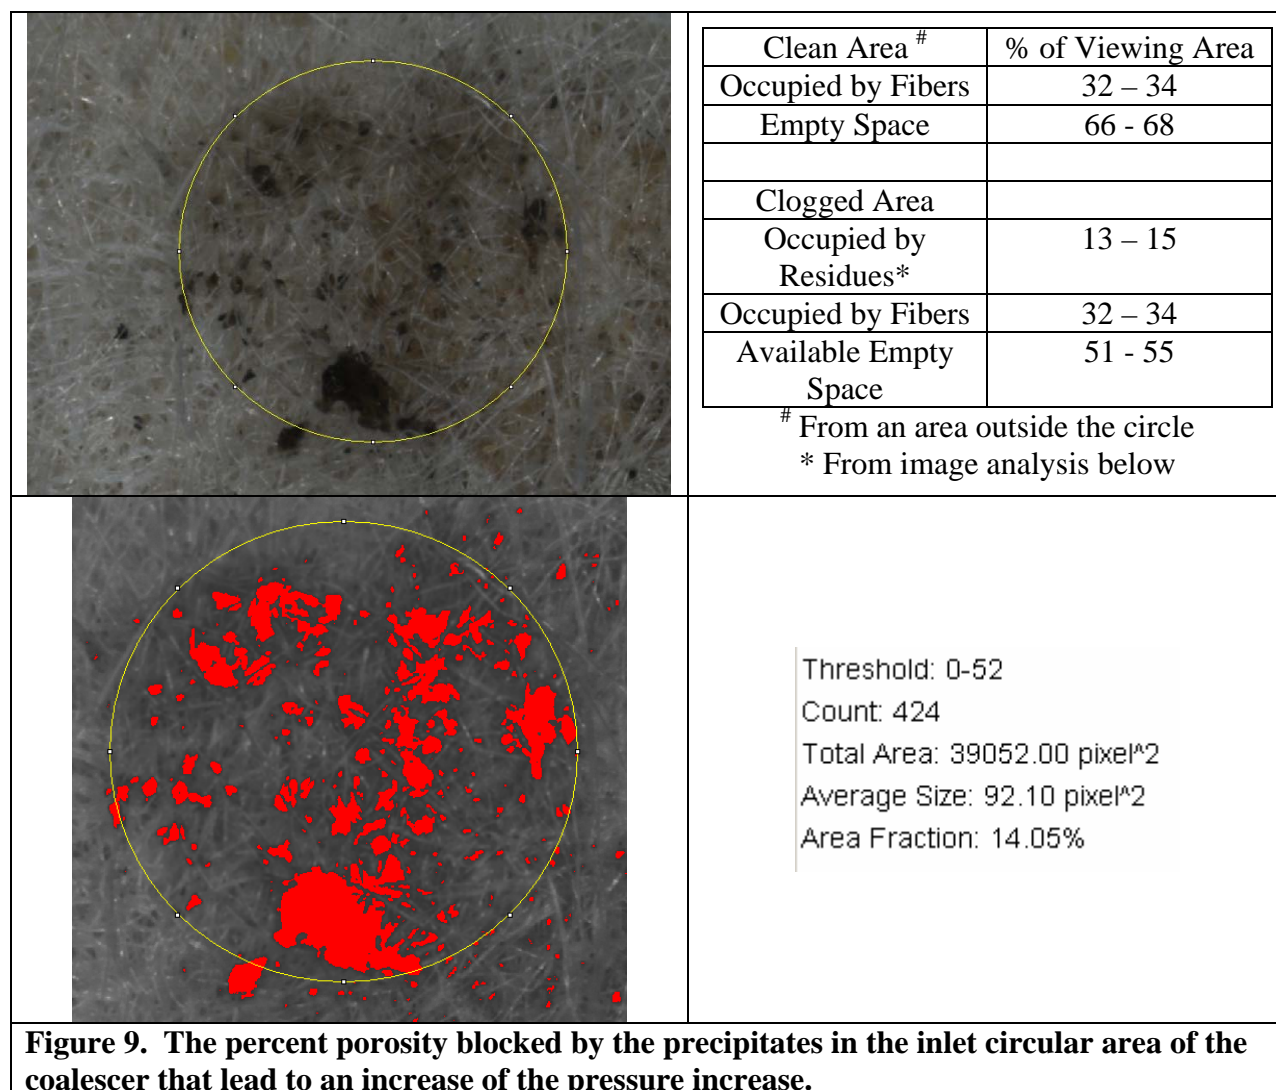 Clean Area # % of Viewing Area
Occupied by Fibers 32 – 34
Empty Space 66 - 68
Clogged Area
Occupied by 13 – 15
Residues*
Occupied by Fibers 32 – 34
Available Empty 51 - 55
Space
# From an area outside the circle
* From image analysis below
Threshold: 0-52
Count: 424
Total Area: 39052.00 pixel^2
Average Size: 92.10 pixel^2
Area Fraction: 14.05%
Figure 9. The percent porosity blocked by the precipitates in the inlet circular area of the
coalescer that lead to an increase of the pressure increase.